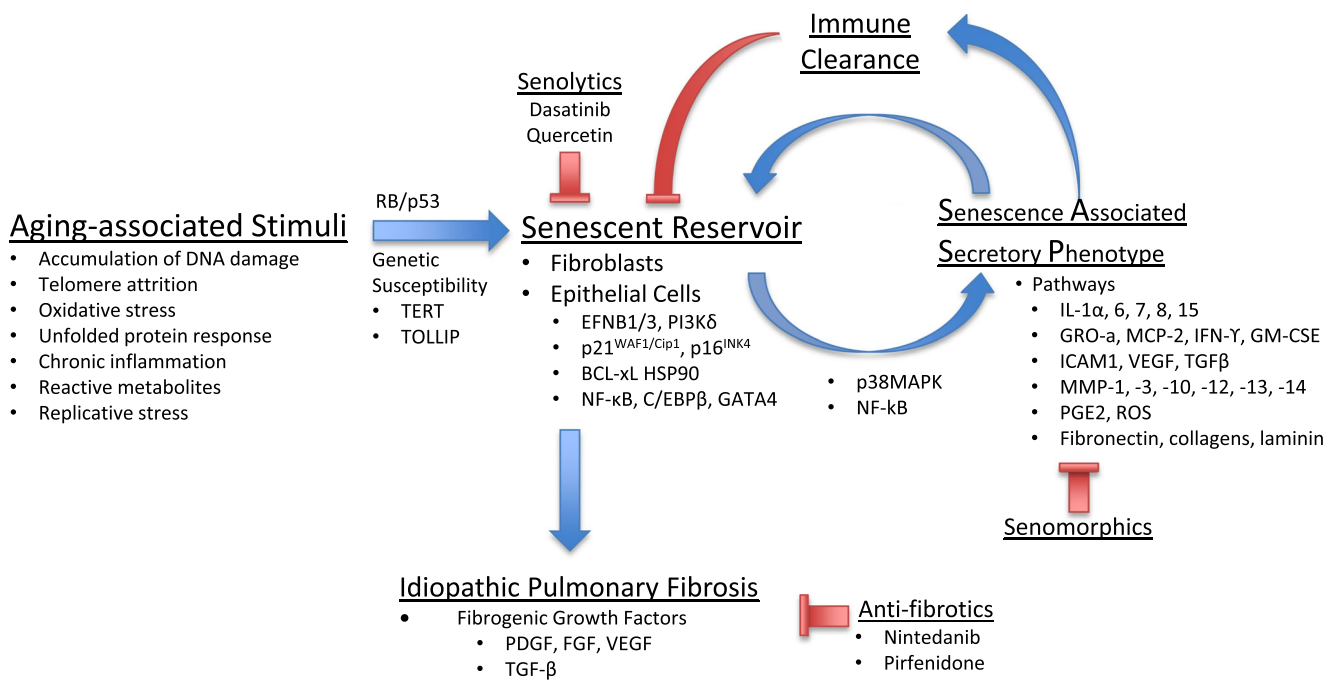 Immune
Clearance
Senolytics
Dasatinib
Quercetin
RB/p53
Aging-associated Stimuli
• Accumulation of DNA damage
• Telomere attrition
• Oxidative stress
• Unfolded protein response
• Chronic inflammation
• Reactive metabolites
• Replicative stress
Genetic
Susceptibility
• TERT
• TOLLIP
Senescent Reservoir
• Fibroblasts
• Epithelial Cells
• EFNB1/3, PI3Kδ
• p21WAF1/Cip1, p16INK4
• BCL-xL HSP90
• NF-κB, C/EBPβ, GATA4
• p38MAPK
• NF-kB
Senescence Associated
Secretory Phenotype
• Pathways
• IL-1α, 6, 7, 8, 15
• GRO-a, MCP-2, IFN-ϒ, GM-CSE
• ICAM1, VEGF, TGFβ
• MMP-1, -3, -10, -12, -13, -14
• PGE2, ROS
• Fibronectin, collagens, laminin
Senomorphics
Idiopathic Pulmonary Fibrosis
• Fibrogenic Growth Factors
• PDGF, FGF, VEGF
• TGF-β
Anti-fibrotics
• Nintedanib
• Pirfenidone